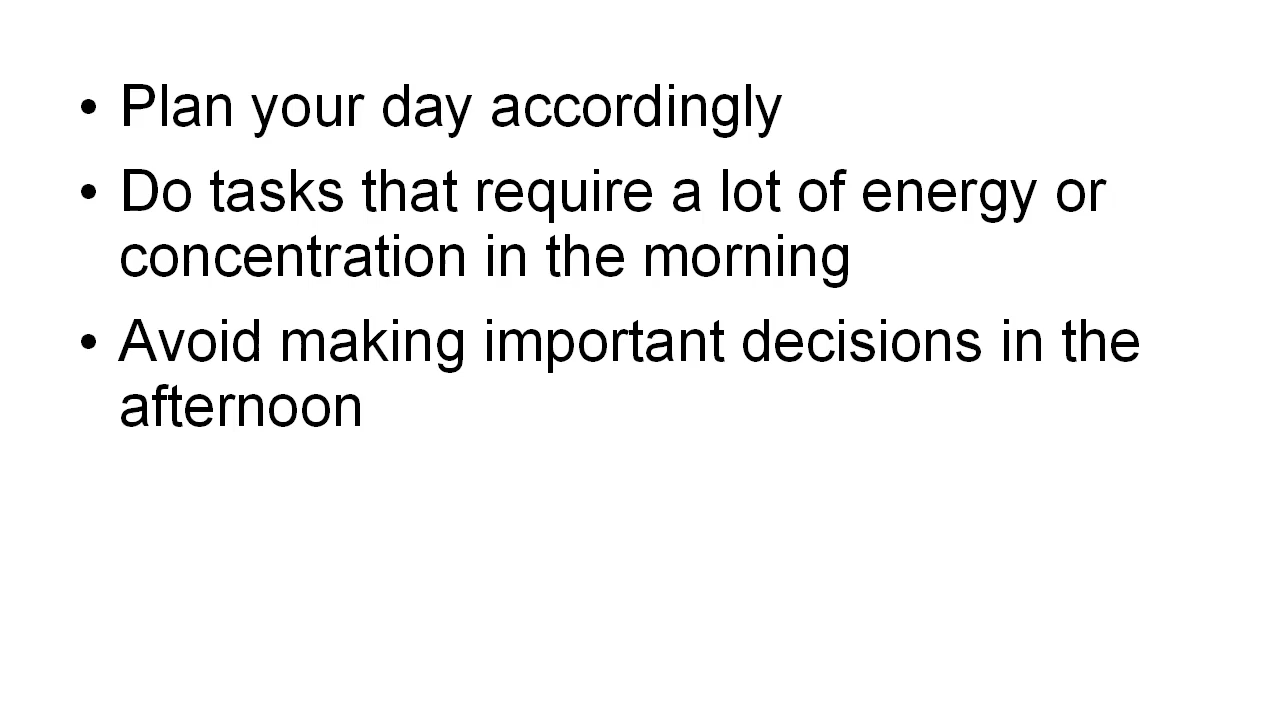 • Plan your day accordingly
• Do tasks that require a lot of energy or
concentration in the morning
• Avoid making important decisions in the
afternoon